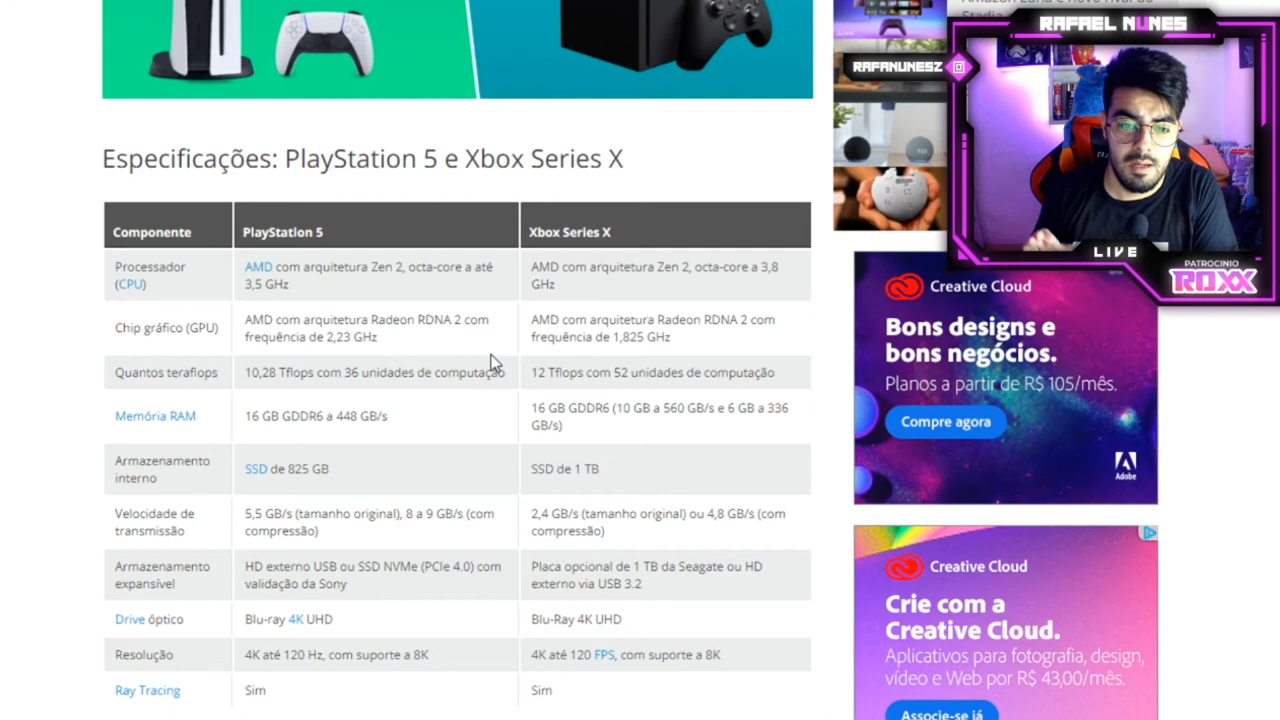 Amazon Luna é novo rival do
Stadia
RAFAEL NUNES
RAFANUNESZ
LIVE
PATROCINIO
ROXX
Especificações: PlayStation 5 e Xbox Series X
Componente PlayStation 5 Xbox Series X
Processador (CPU)
AMD com arquitetura Zen 2, octa-core a até
3,5 GHz
AMD com arquitetura Zen 2, octa-core a 3,8
GHz
Chip gráfico (GPU)
AMD com arquitetura Radeon RDNA 2 com
frequência de 2,23 GHz
AMD com arquitetura Radeon RDNA 2 com
frequência de 1,825 GHz
Quantos teraflops
10,28 Tflops com 36 unidades de computação
12 Tflops com 52 unidades de computação
Memória RAM
16 GB GDDR6 a 448 GB/s
16 GB GDDR6 (10 GB a 560 GB/s e 6 GB a 336
GB/s)
Armazenamento
interno
SSD de 825 GB
SSD de 1 TB
Velocidade de
transmissão
5,5 GB/s (tamanho original), 8 a 9 GB/s (com
compressão)
2,4 GB/s (tamanho original) ou 4,8 GB/s (com
compressão)
Armazenamento
expansível
HD externo USB ou SSD NVMe (PCIe 4.0) com
validação da Sony
Placa opcional de 1 TB da Seagate ou HD
externo via USB 3.2
Drive óptico
Blu-ray 4K UHD
Blu-Ray 4K UHD
Resolução
4K até 120 Hz, com suporte a 8K
4K até 120 FPS, com suporte a 8K
Ray Tracing
Sim
Sim
Creative Cloud
Bons designs e
bons negócios.
Planos a partir de R$ 105/mês.
Compre agora
Adobe
Creative Cloud
Crie com a
Creative Cloud.
Aplicativos para fotografia, design,
vídeo e Web por R$ 43,00/mês.
Associe-se já